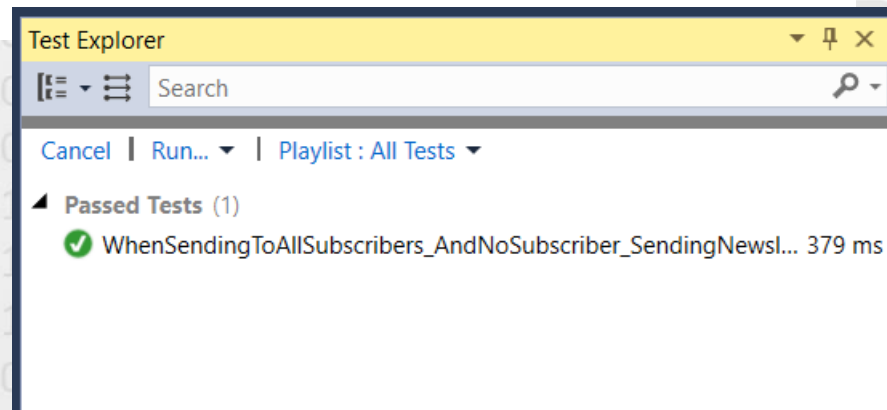 Test Explorer
Search
Cancel | Run... | Playlist : All Tests
Passed Tests (1)
WhenSendingToAllSubscribers_AndNoSubscriber_SendingNewsl... 379 ms